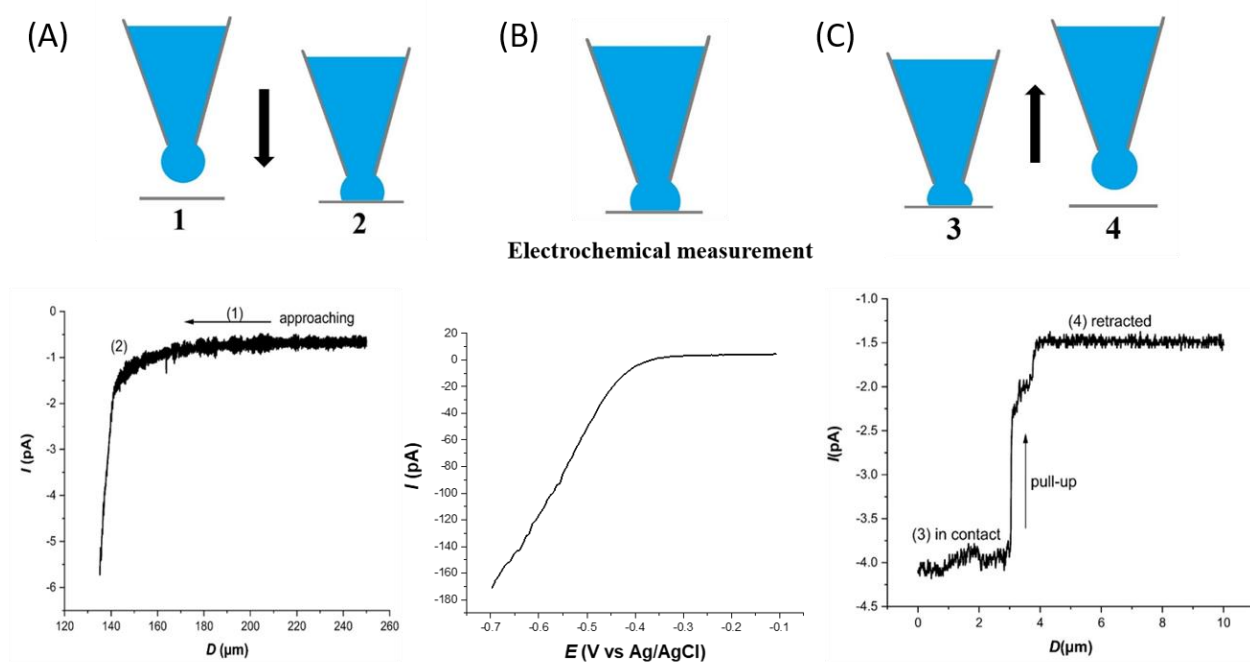 (A)
(B)
(C)
1
2
Electrochemical measurement
3
4
0
-1
-2
-3
-4
-5
-6
I (pA)
(1)
approaching
(2)
120 140 160 180 200 220 240 260
D (μm)
20
0
-20
-40
-60
-80
-100
-120
-140
-160
-180
I (pA)
-0.7 -0.6 -0.5 -0.4 -0.3 -0.2 -0.1
E (V vs Ag/AgCl)
-1.0
-1.5
-2.0
-2.5
-3.0
-3.5
-4.0
-4.5
I(pA)
(4) retracted
pull-up
(3) in contact
0 2 4 6 8 10
D(μm)